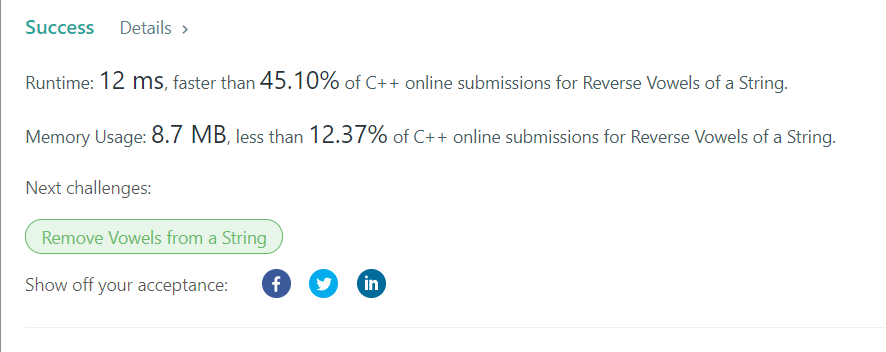 Success Details >
Runtime: 12 ms, faster than 45.10% of C++ online submissions for Reverse Vowels of a String.
Memory Usage: 8.7 MB, less than 12.37% of C++ online submissions for Reverse Vowels of a String.
Next challenges:
Remove Vowels from a String
Show off your acceptance: f in